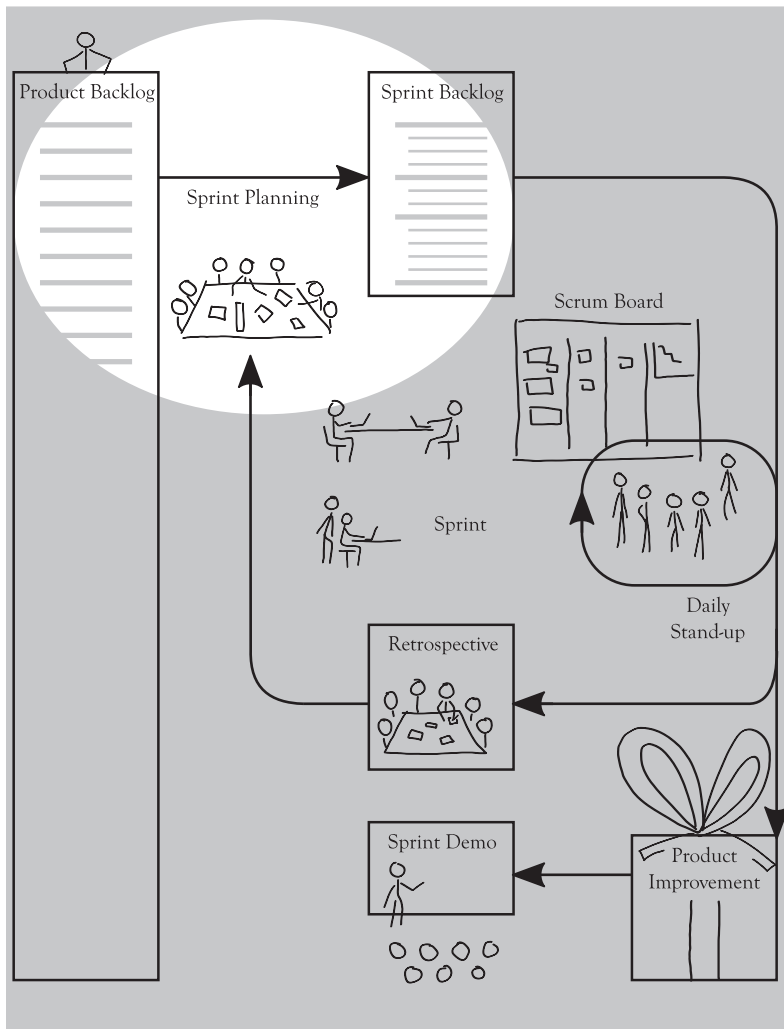 Product Backlog
Sprint Backlog
Sprint Planning
Scrum Board
Sprint
Daily
Stand-up
Retrospective
Sprint Demo
Product
Improvement